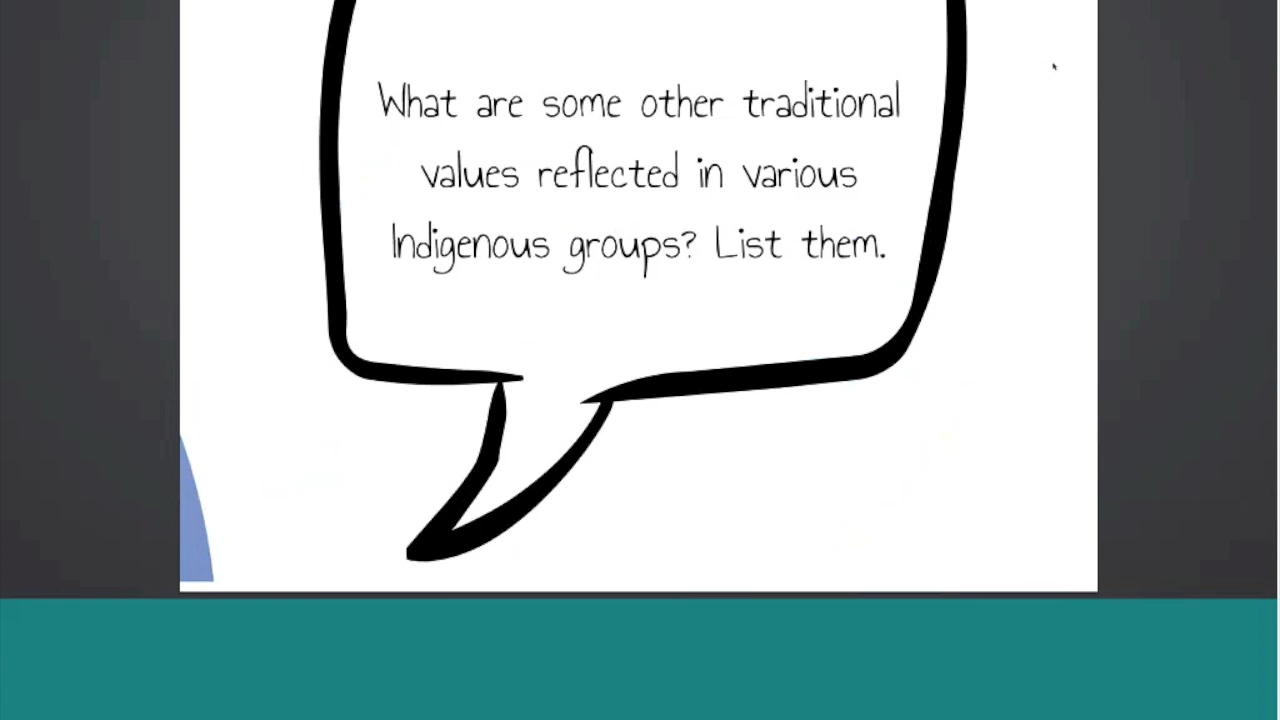 What are some other traditional
values reflected in various
Indigenous groups? List them.